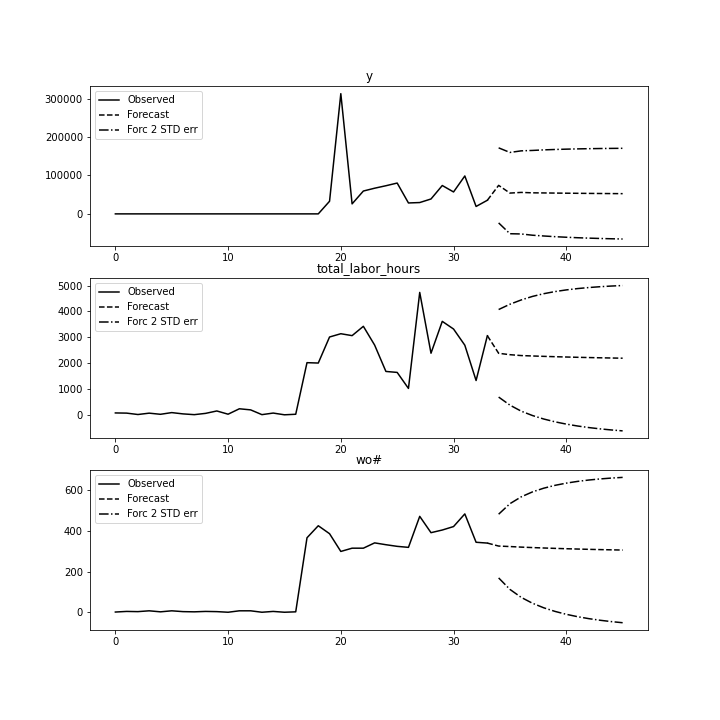 y
Observed
Forecast
Forc 2 STD err
300000
200000
100000
0
0 10 20 30 40
total_labor_hours
Observed
Forecast
Forc 2 STD err
5000
4000
3000
2000
1000
0
0 10 20 30 40
wo#
Observed
Forecast
Forc 2 STD err
600
400
200
0
0 10 20 30 40